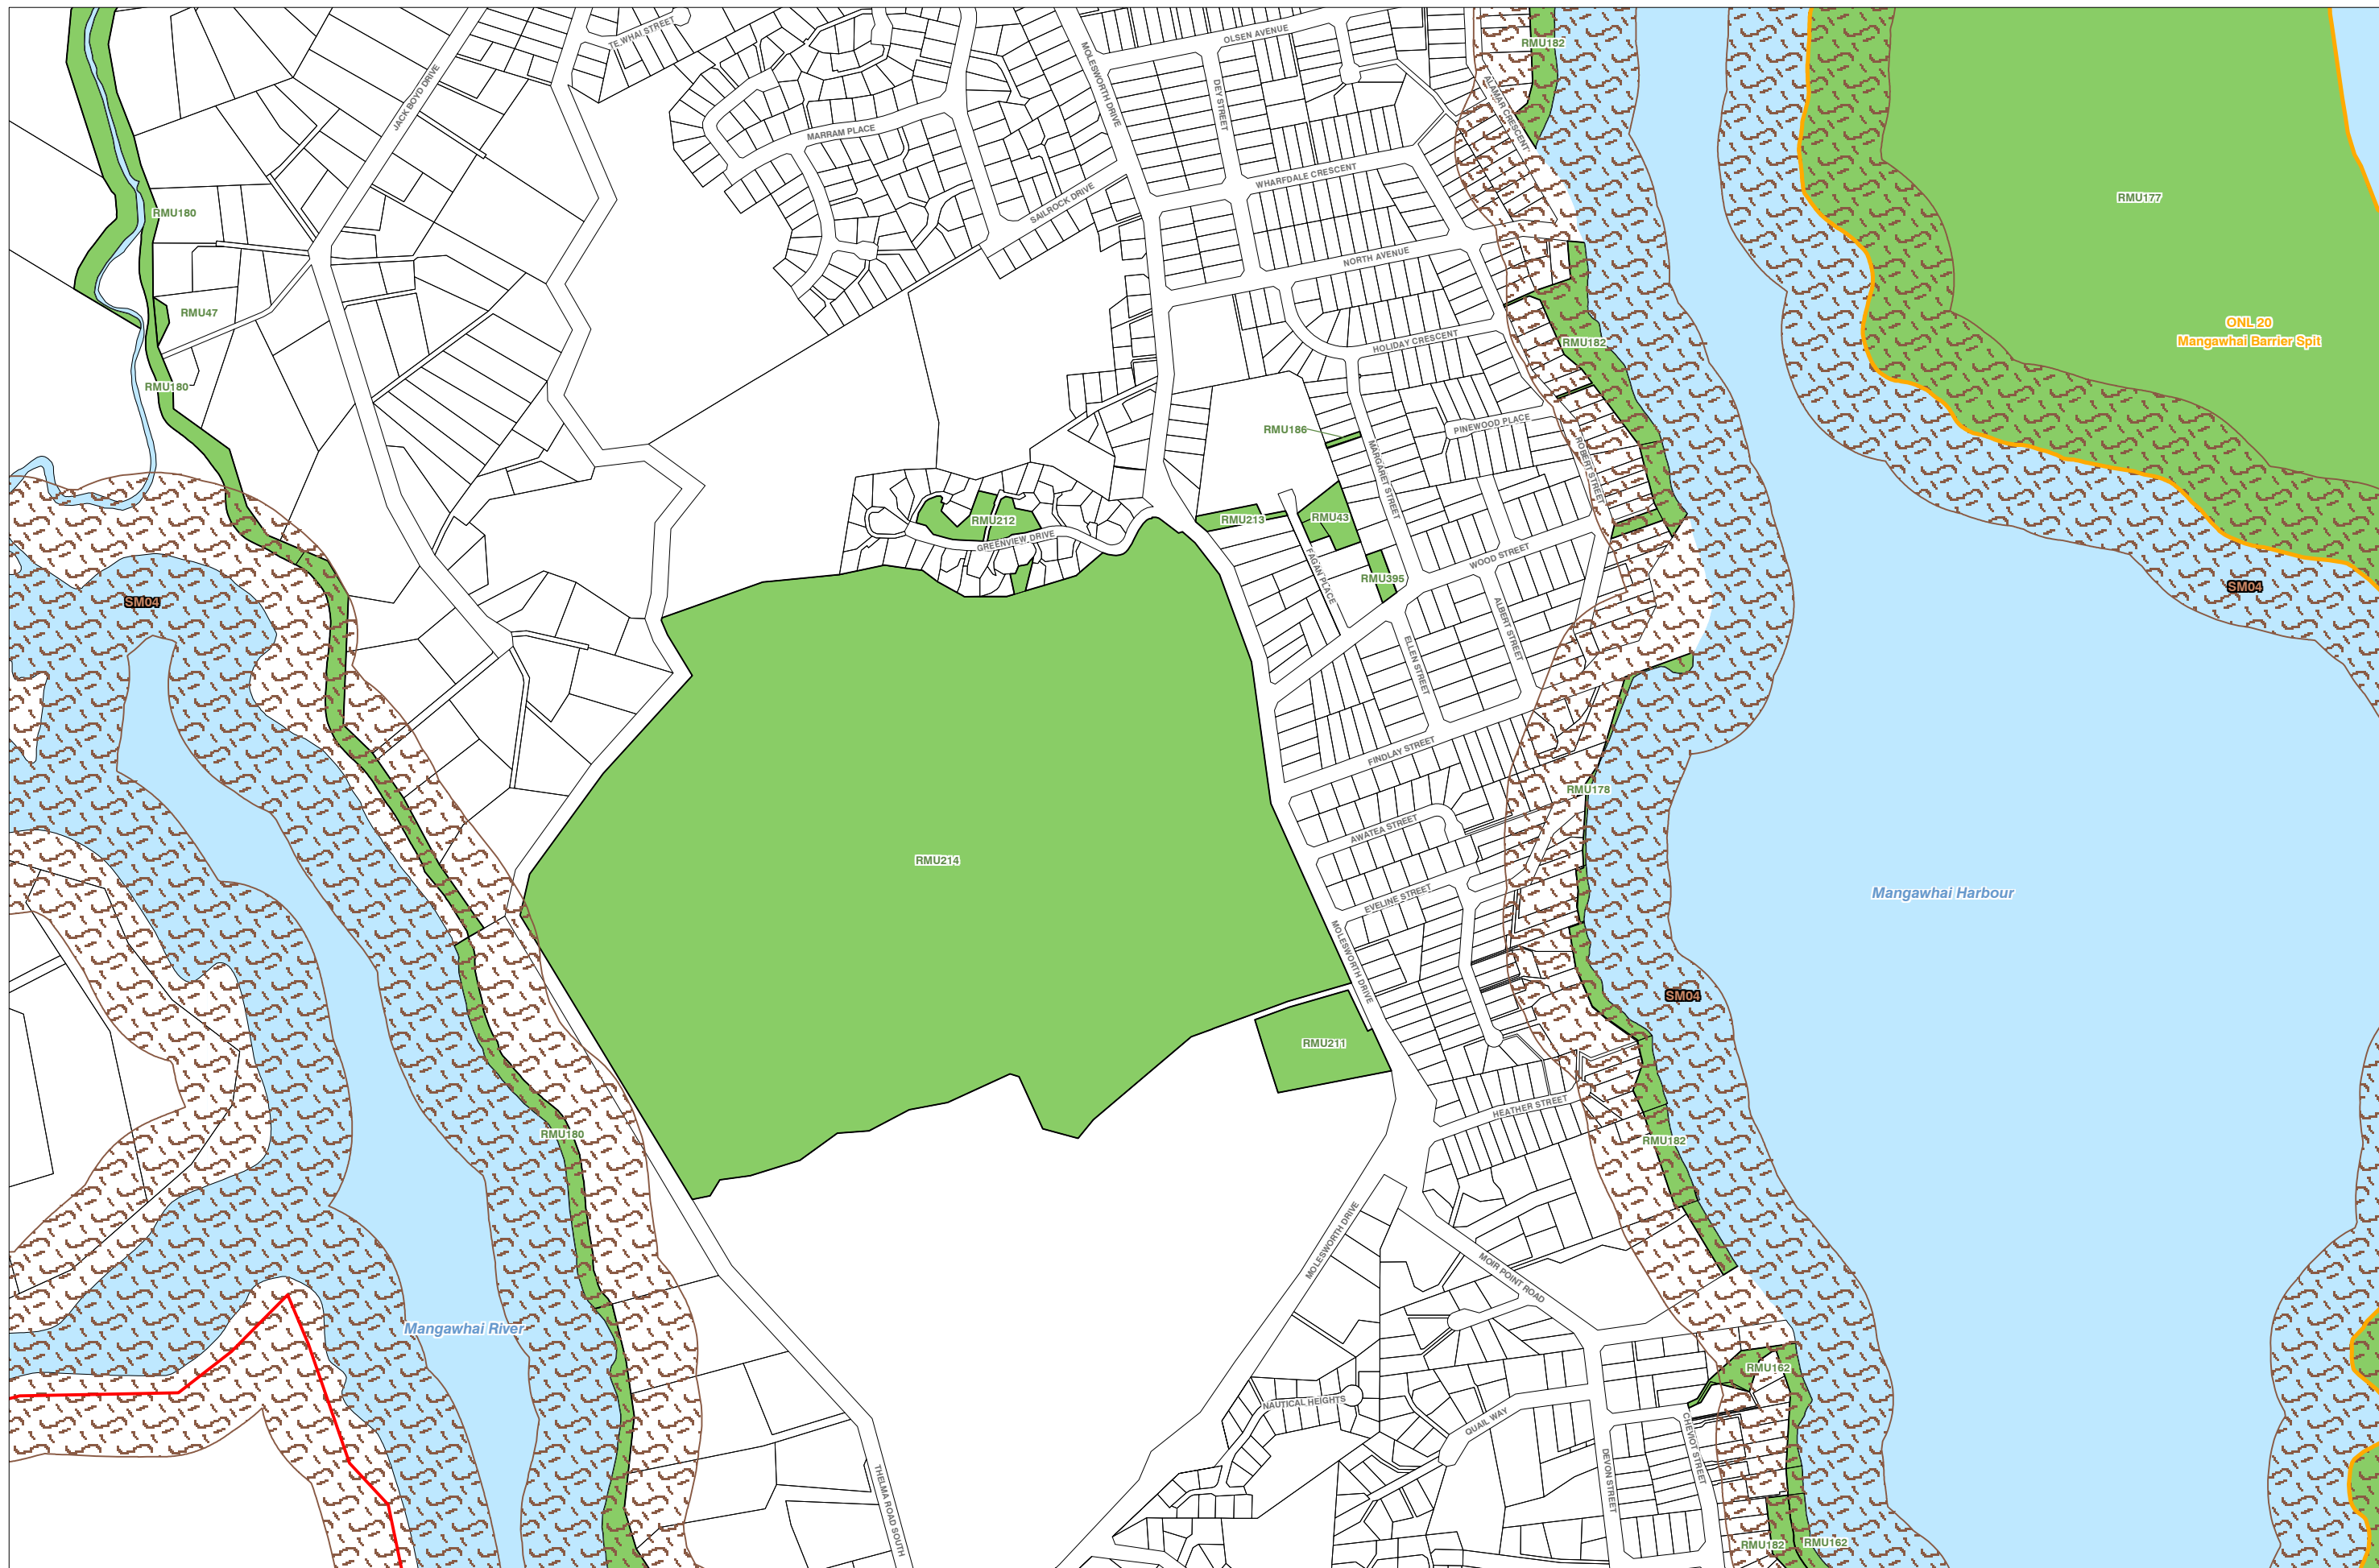 TE WHAI STREET
OLSEN AVENUE
RMU182
MOLESWORTH DRIVE
JACK BOYD DRIVE
DEY STREET
ALAMAR CRESCENT
MARRAM PLACE
WHARFDALE CRESCENT
SAILROCK DRIVE
RMU177
RMU180
NORTH AVENUE
RMU47
ONL 20
Mangawhai Barrier Spit
HOLIDAY CRESCENT
RMU182
RMU180
PINEWOOD PLACE
RMU186
MARGARET STREET
ROBERT STREET
RMU212
RMU213
RMU43
GREENVIEW DRIVE
WOOD STREET
FAGAN PLACE
RMU395
SM04
SM04
ALBERT STREET
ELLEN STREET
FINDLAY STREET
RMU178
AWATEA STREET
RMU214
EVELINE STREET
Mangawhai Harbour
MOLESWORTH DRIVE
SM04
RMU211
HEATHER STREET
RMU180
RMU182
MOLESWORTH DRIVE
MOIR POINT ROAD
Mangawhai River
RMU162
NAUTICAL HEIGHTS
QUAIL WAY
CHEVIOT STREET
DEVON STREET
THELMA ROAD SOUTH
RMU182
RMU162